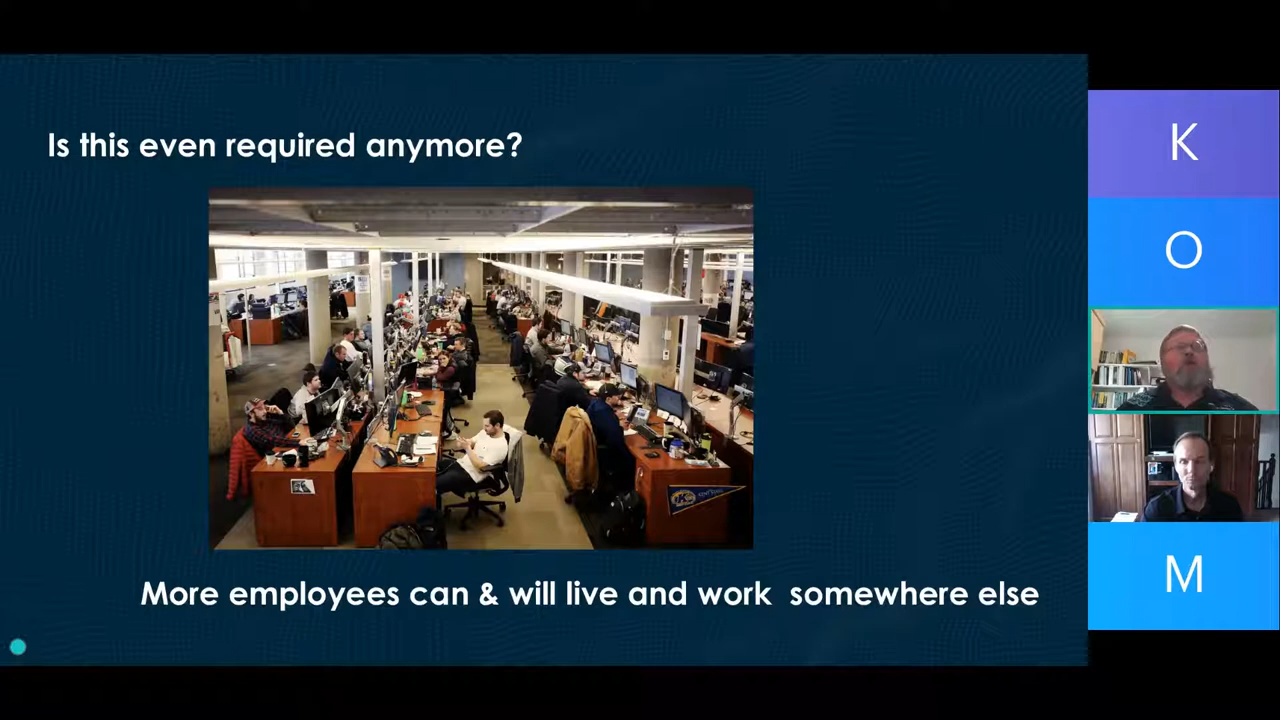 Is this even required anymore?
More employees can & will live and work somewhere else
K
O
M